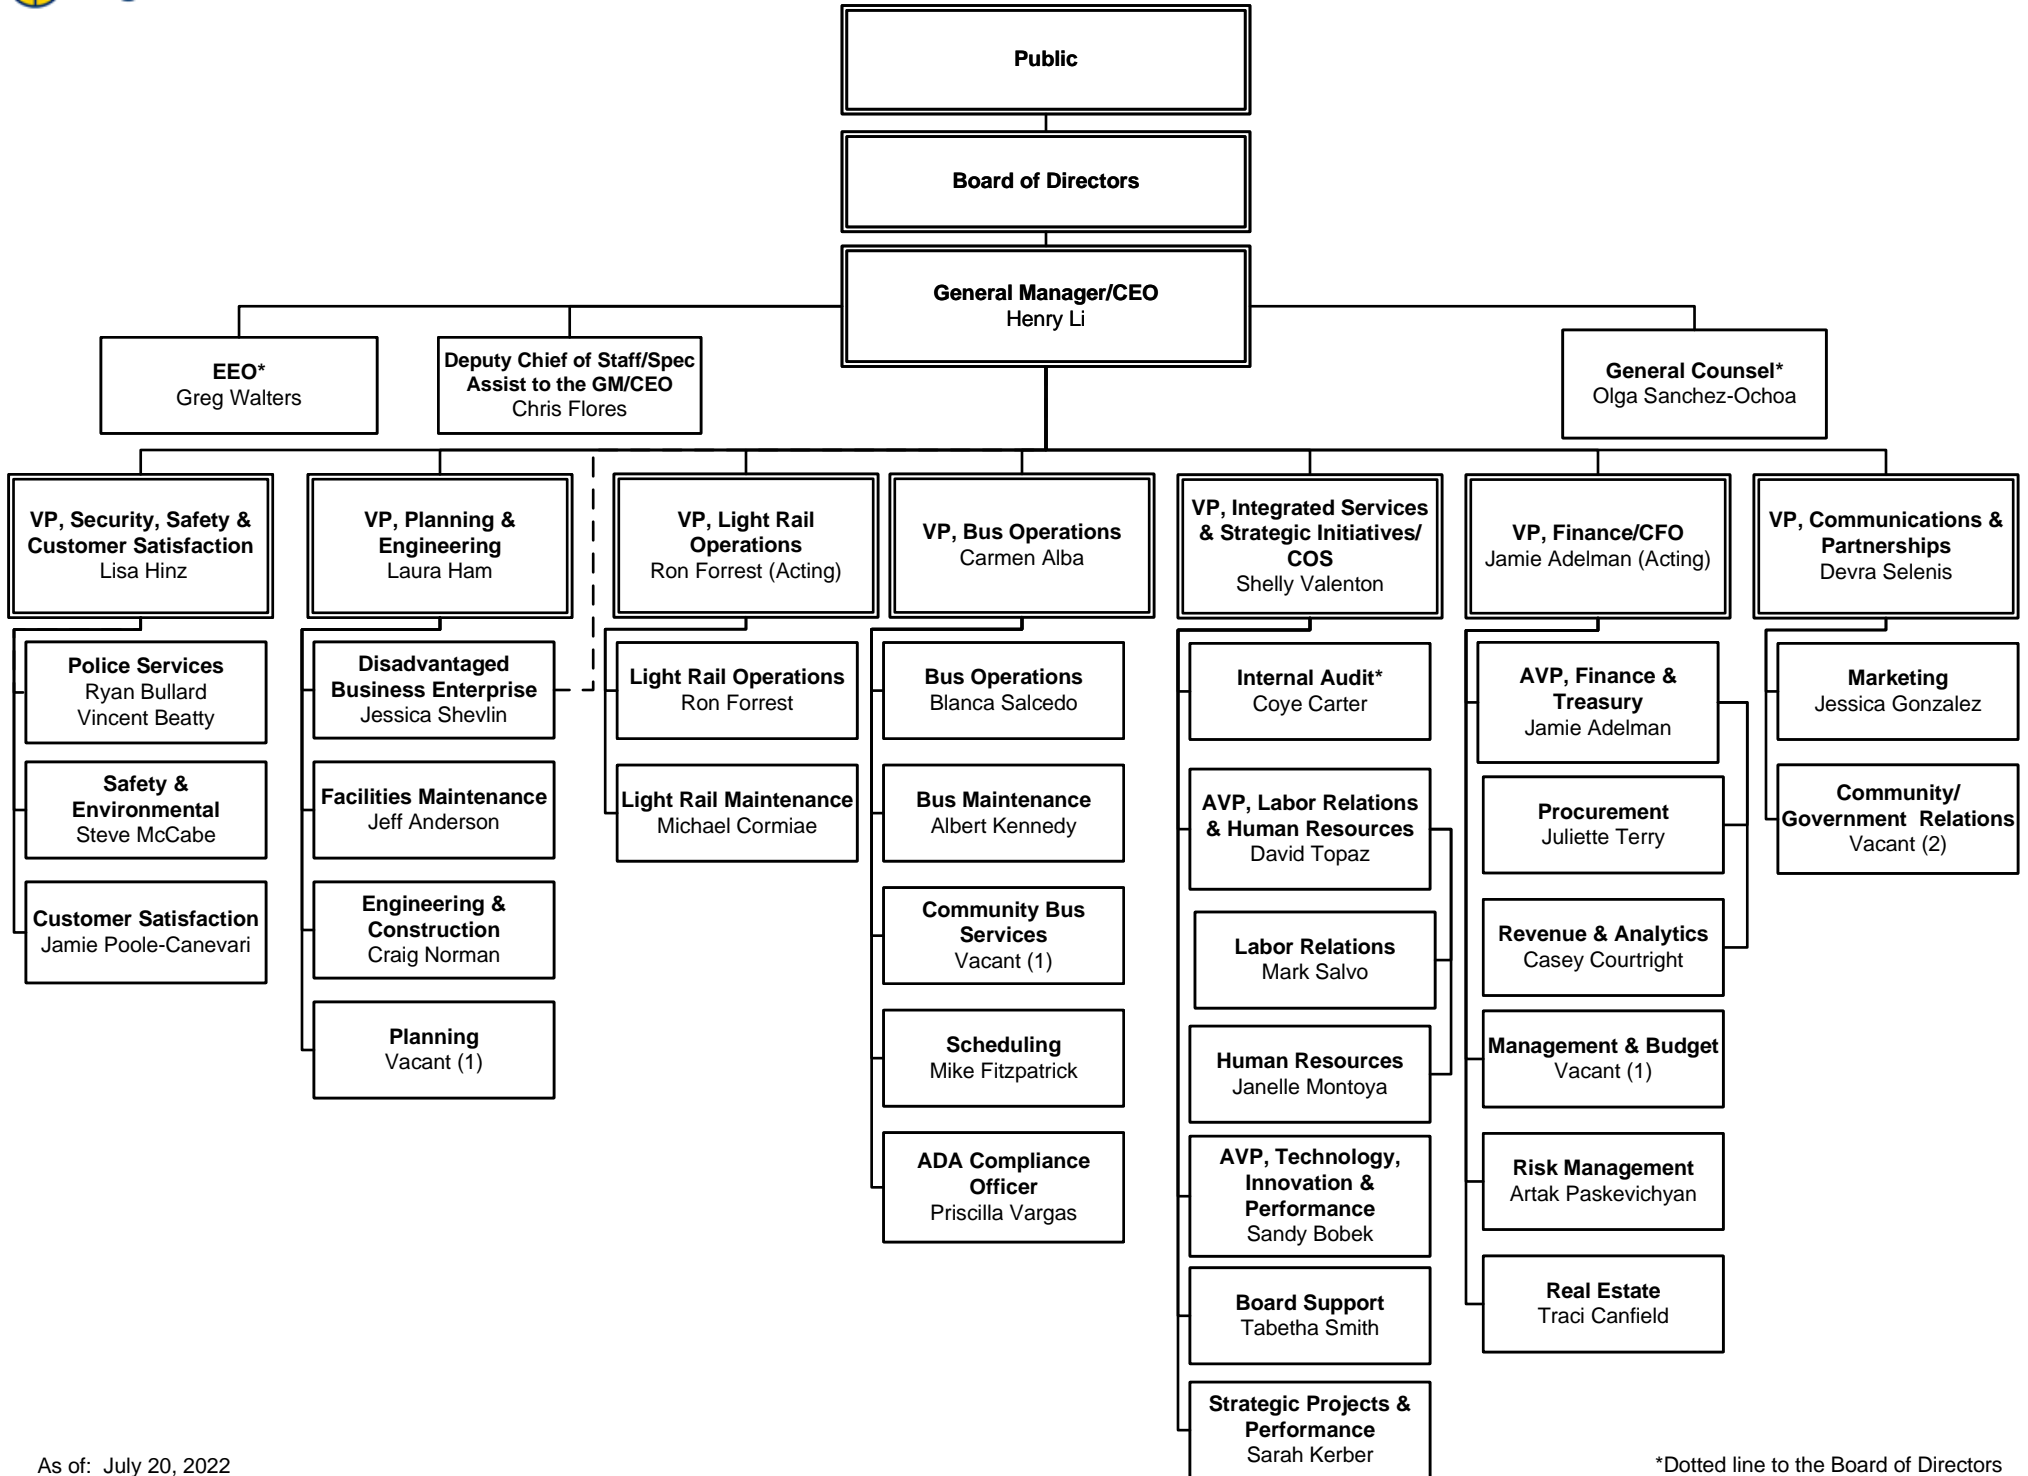 Public
Board of Directors
General Manager/CEO
Henry Li
EEO*
Greg Walters
Deputy Chief of Staff/Spec
Assist to the GM/CEO
Chris Flores
General Counsel*
Olga Sanchez-Ochoa
VP, Security, Safety &
Customer Satisfaction
Lisa Hinz
VP, Planning &
Engineering
Laura Ham
VP, Light Rail
Operations
Ron Forrest (Acting)
VP, Bus Operations
Carmen Alba
VP, Integrated Services
& Strategic Initiatives/
COS
Shelly Valenton
VP, Finance/CFO
Jamie Adelman (Acting)
VP, Communications &
Partnerships
Devra Selenis
Police Services
Ryan Bullard
Vincent Beatty
Safety &
Environmental
Steve McCabe
Customer Satisfaction
Jamie Poole-Canevari
Disadvantaged
Business Enterprise
Jessica Shevlin
Facilities Maintenance
Jeff Anderson
Engineering &
Construction
Craig Norman
Planning
Vacant (1)
Light Rail Operations
Ron Forrest
Light Rail Maintenance
Michael Cormiae
Bus Operations
Blanca Salcedo
Bus Maintenance
Albert Kennedy
Community Bus
Services
Vacant (1)
Scheduling
Mike Fitzpatrick
ADA Compliance
Officer
Priscilla Vargas
Internal Audit*
Coye Carter
AVP, Labor Relations
& Human Resources
David Topaz
Labor Relations
Mark Salvo
Human Resources
Janelle Montoya
AVP, Technology,
Innovation &
Performance
Sandy Bobek
Board Support
Tabetha Smith
Strategic Projects &
Performance
Sarah Kerber
AVP, Finance &
Treasury
Jamie Adelman
Procurement
Juliette Terry
Revenue & Analytics
Casey Courtright
Management & Budget
Vacant (1)
Risk Management
Artak Paskevichyan
Real Estate
Traci Canfield
Marketing
Jessica Gonzalez
Community/
Government Relations
Vacant (2)
As of: July 20, 2022
*Dotted line to the Board of Directors